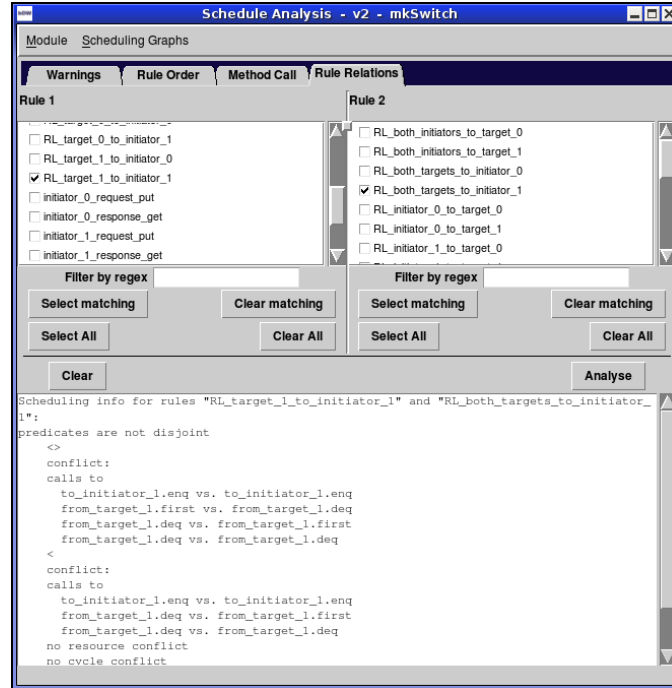 Schedule Analysis - v2 - mkSwitch
Module Scheduling Graphs
Warnings Rule Order Method Call Rule Relations
Rule 1
RL_target_0_to_initiator_1
RL_target_1_to_initiator_0
RL_target_1_to_initiator_1
initiator_0_request_put
initiator_0_response_get
initiator_1_request_put
initiator_1_response_get
Filter by regex
Select matching Clear matching
Select All Clear All
Rule 2
RL_both_initiators_to_target_0
RL_both_initiators_to_target_1
RL_both_targets_to_initiator_0
RL_both_targets_to_initiator_1
RL_initiator_0_to_target_0
RL_initiator_0_to_target_1
RL_initiator_1_to_target_0
Filter by regex
Select matching Clear matching
Select All Clear All
Clear Analyse
Scheduling info for rules "RL_target_1_to_initiator_1" and "RL_both_targets_to_initiator_
1":
predicates are not disjoint
<>
conflict:
calls to
to_initiator_1.enq vs. to_initiator_1.enq
from_target_1.first vs. from_target_1.deq
from_target_1.deq vs. from_target_1.first
from_target_1.deq vs. from_target_1.deq
<
conflict:
calls to
to_initiator_1.enq vs. to_initiator_1.enq
from_target_1.deq vs. from_target_1.first
from_target_1.deq vs. from_target_1.deq
no resource conflict
no cycle conflict